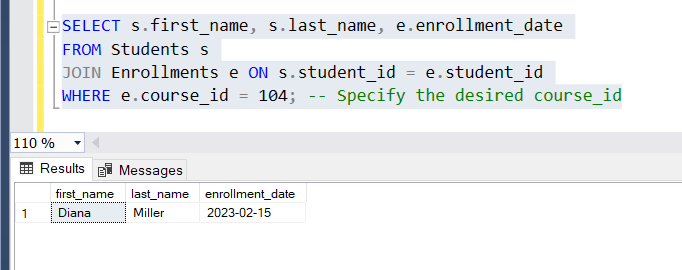 SELECT s.first_name, s.last_name, e.enrollment_date
FROM Students s
JOIN Enrollments e ON s.student_id = e.student_id
WHERE e.course_id = 104; -- Specify the desired course_id
110 %
Results Messages
first_name last_name enrollment_date
1 Diana Miller 2023-02-15